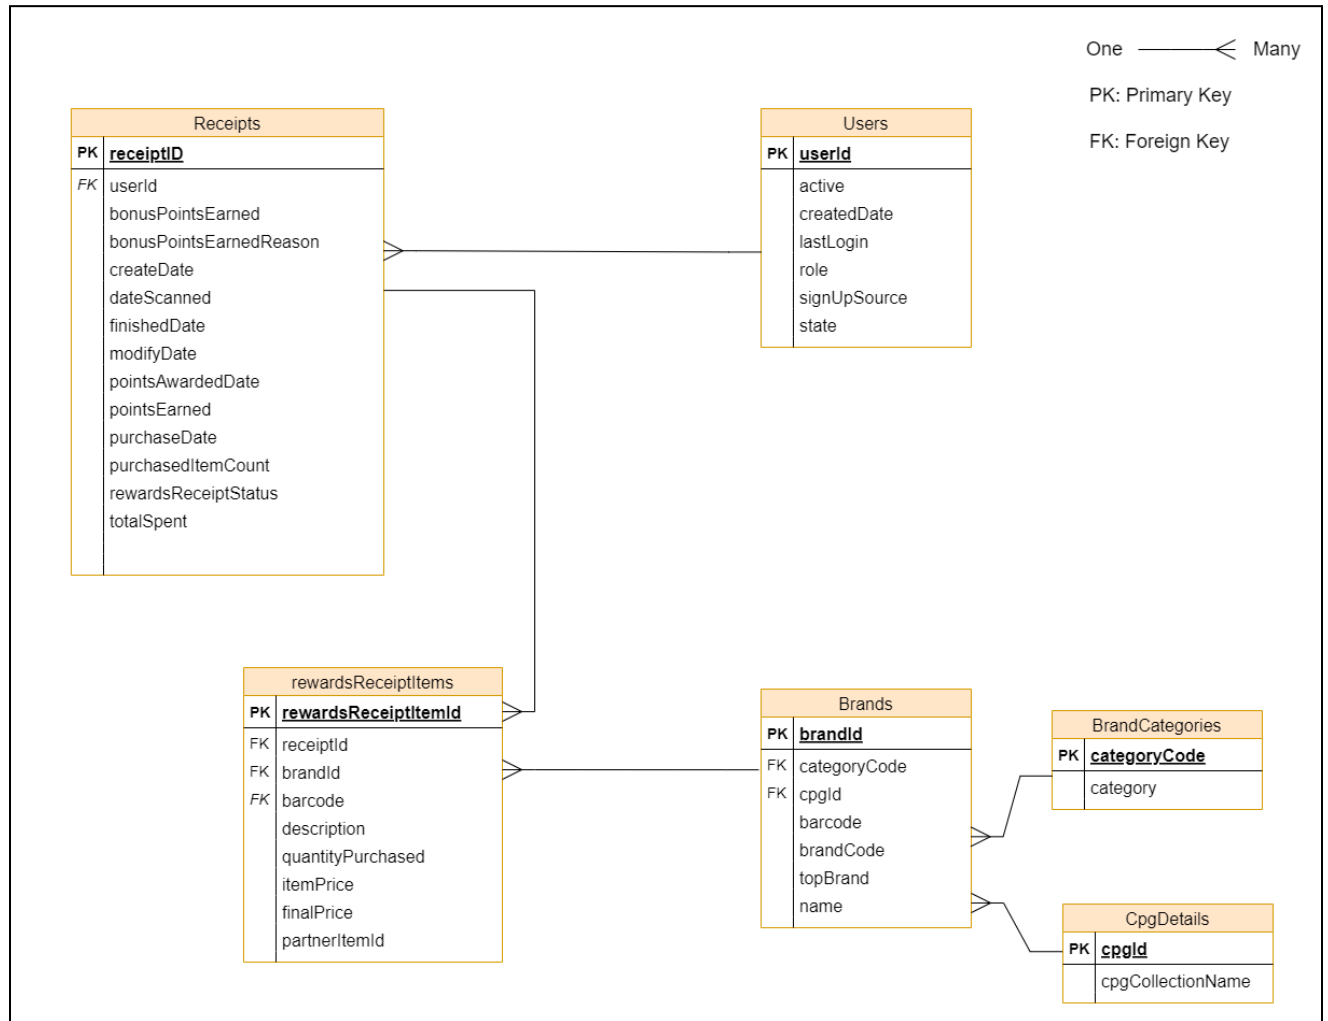 One Many
PK: Primary Key
FK: Foreign Key
Receipts
PK receiptID
FK userId
bonusPointsEarned
bonusPointsEarnedReason
createDate
dateScanned
finishedDate
modifyDate
pointsAwardedDate
pointsEarned
purchaseDate
purchasedItemCount
rewardsReceiptStatus
totalSpent
Users
PK userId
active
createdDate
lastLogin
role
signUpSource
state
rewardsReceiptItems
PK rewardsReceiptItemId
FK receiptId
FK brandId
FK barcode
description
quantityPurchased
itemPrice
finalPrice
partnerItemId
Brands
PK brandId
FK categoryCode
FK cpgId
barcode
brandCode
topBrand
name
BrandCategories
PK categoryCode
category
CpgDetails
PK cpgId
cpgCollectionName